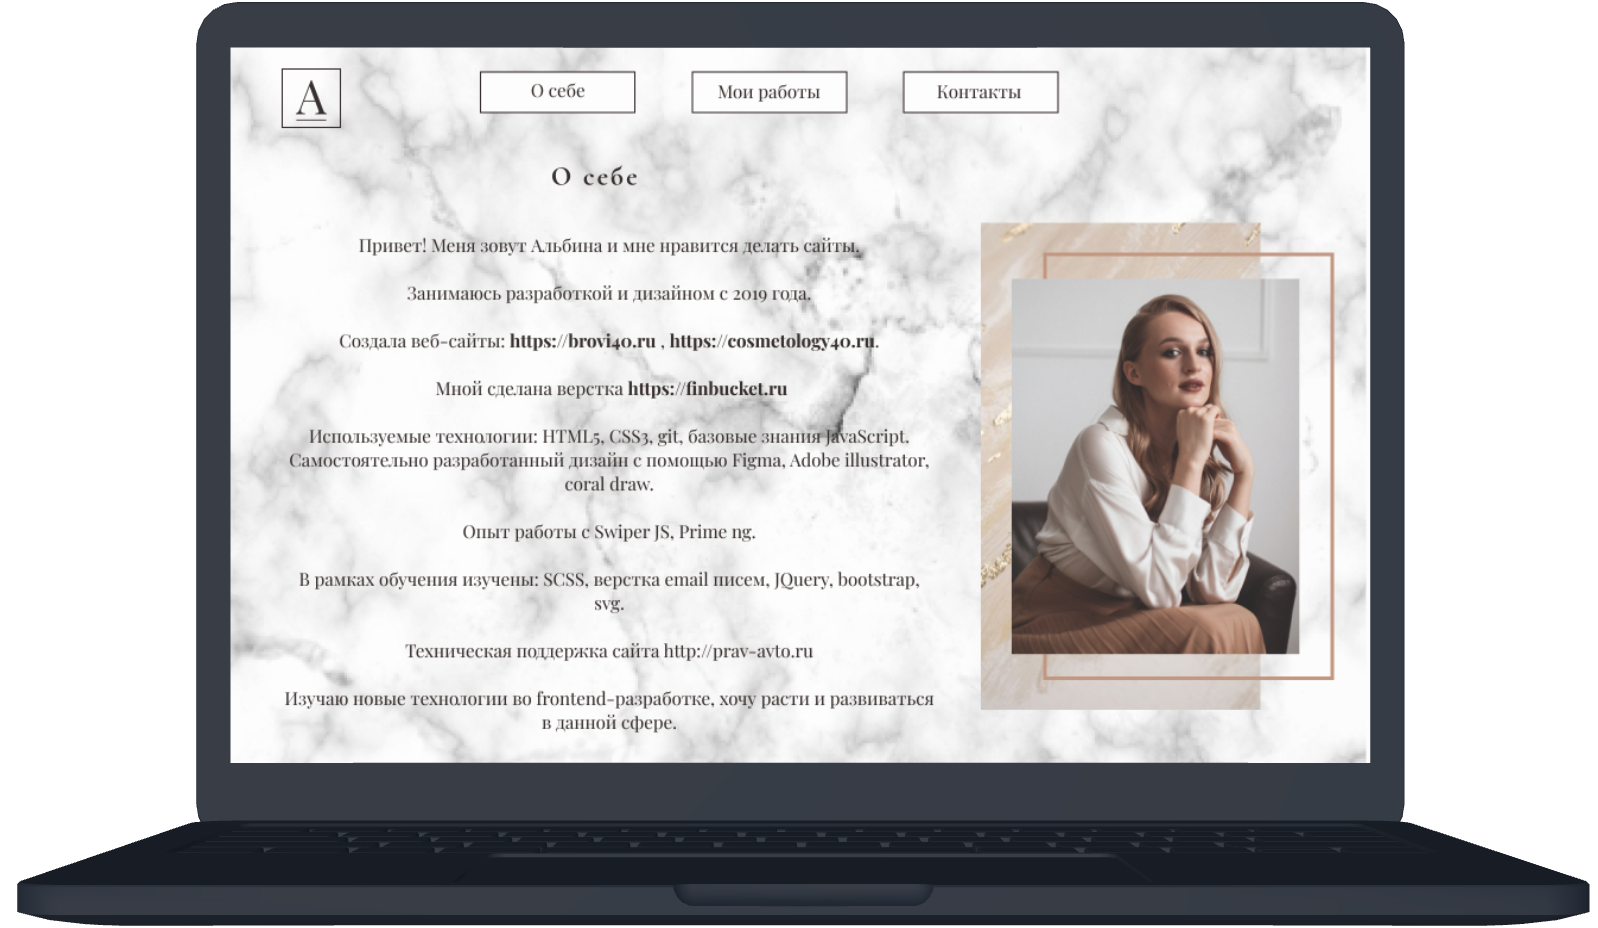 А
О себе
Мои работы
Контакты
О себе
Привет! Меня зовут Альбина и мне нравится делать сайты.
Занимаюсь разработкой и дизайном с 2019 года.
Создала веб-сайты: https://brovi40.ru , https://cosmetology40.ru.
Мной сделана верстка https://finbucket.ru
Используемые технологии: HTML5, CSS3, git, базовые знания JavaScript.
Самостоятельно разработанный дизайн с помощью Figma, Adobe illustrator,
coral draw.
Опыт работы с Swiper JS, Prime ng.
В рамках обучения изучены: SCSS, верстка email писем, JQuery, bootstrap,
svg.
Техническая поддержка сайта http://prav-avto.ru
Изучаю новые технологии во frontend-разработке, хочу расти и развиваться
в данной сфере.